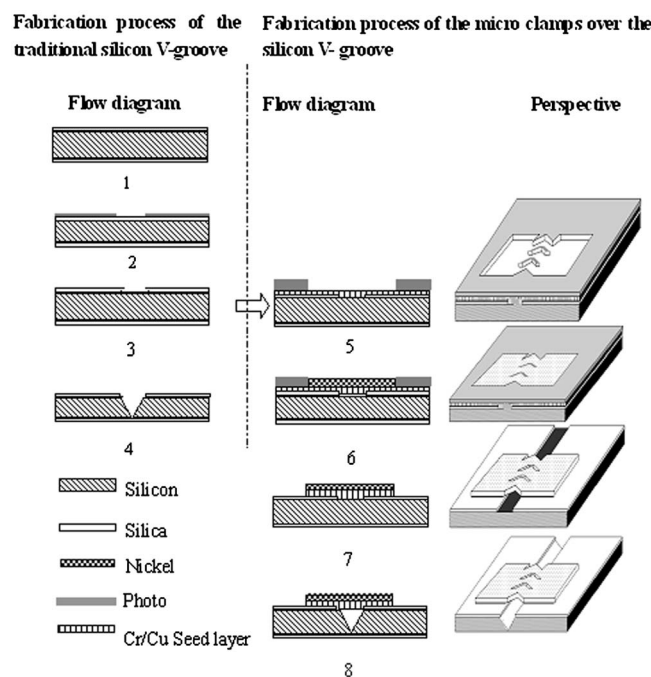 Fabrication process of the
traditional silicon V-groove
Fabrication process of the micro clamps over the
silicon V- groove
Flow diagram
Flow diagram
Perspective
1
2
3
4
5
6
7
8
Silicon
Silica
Nickel
Photo
Cr/Cu Seed layer